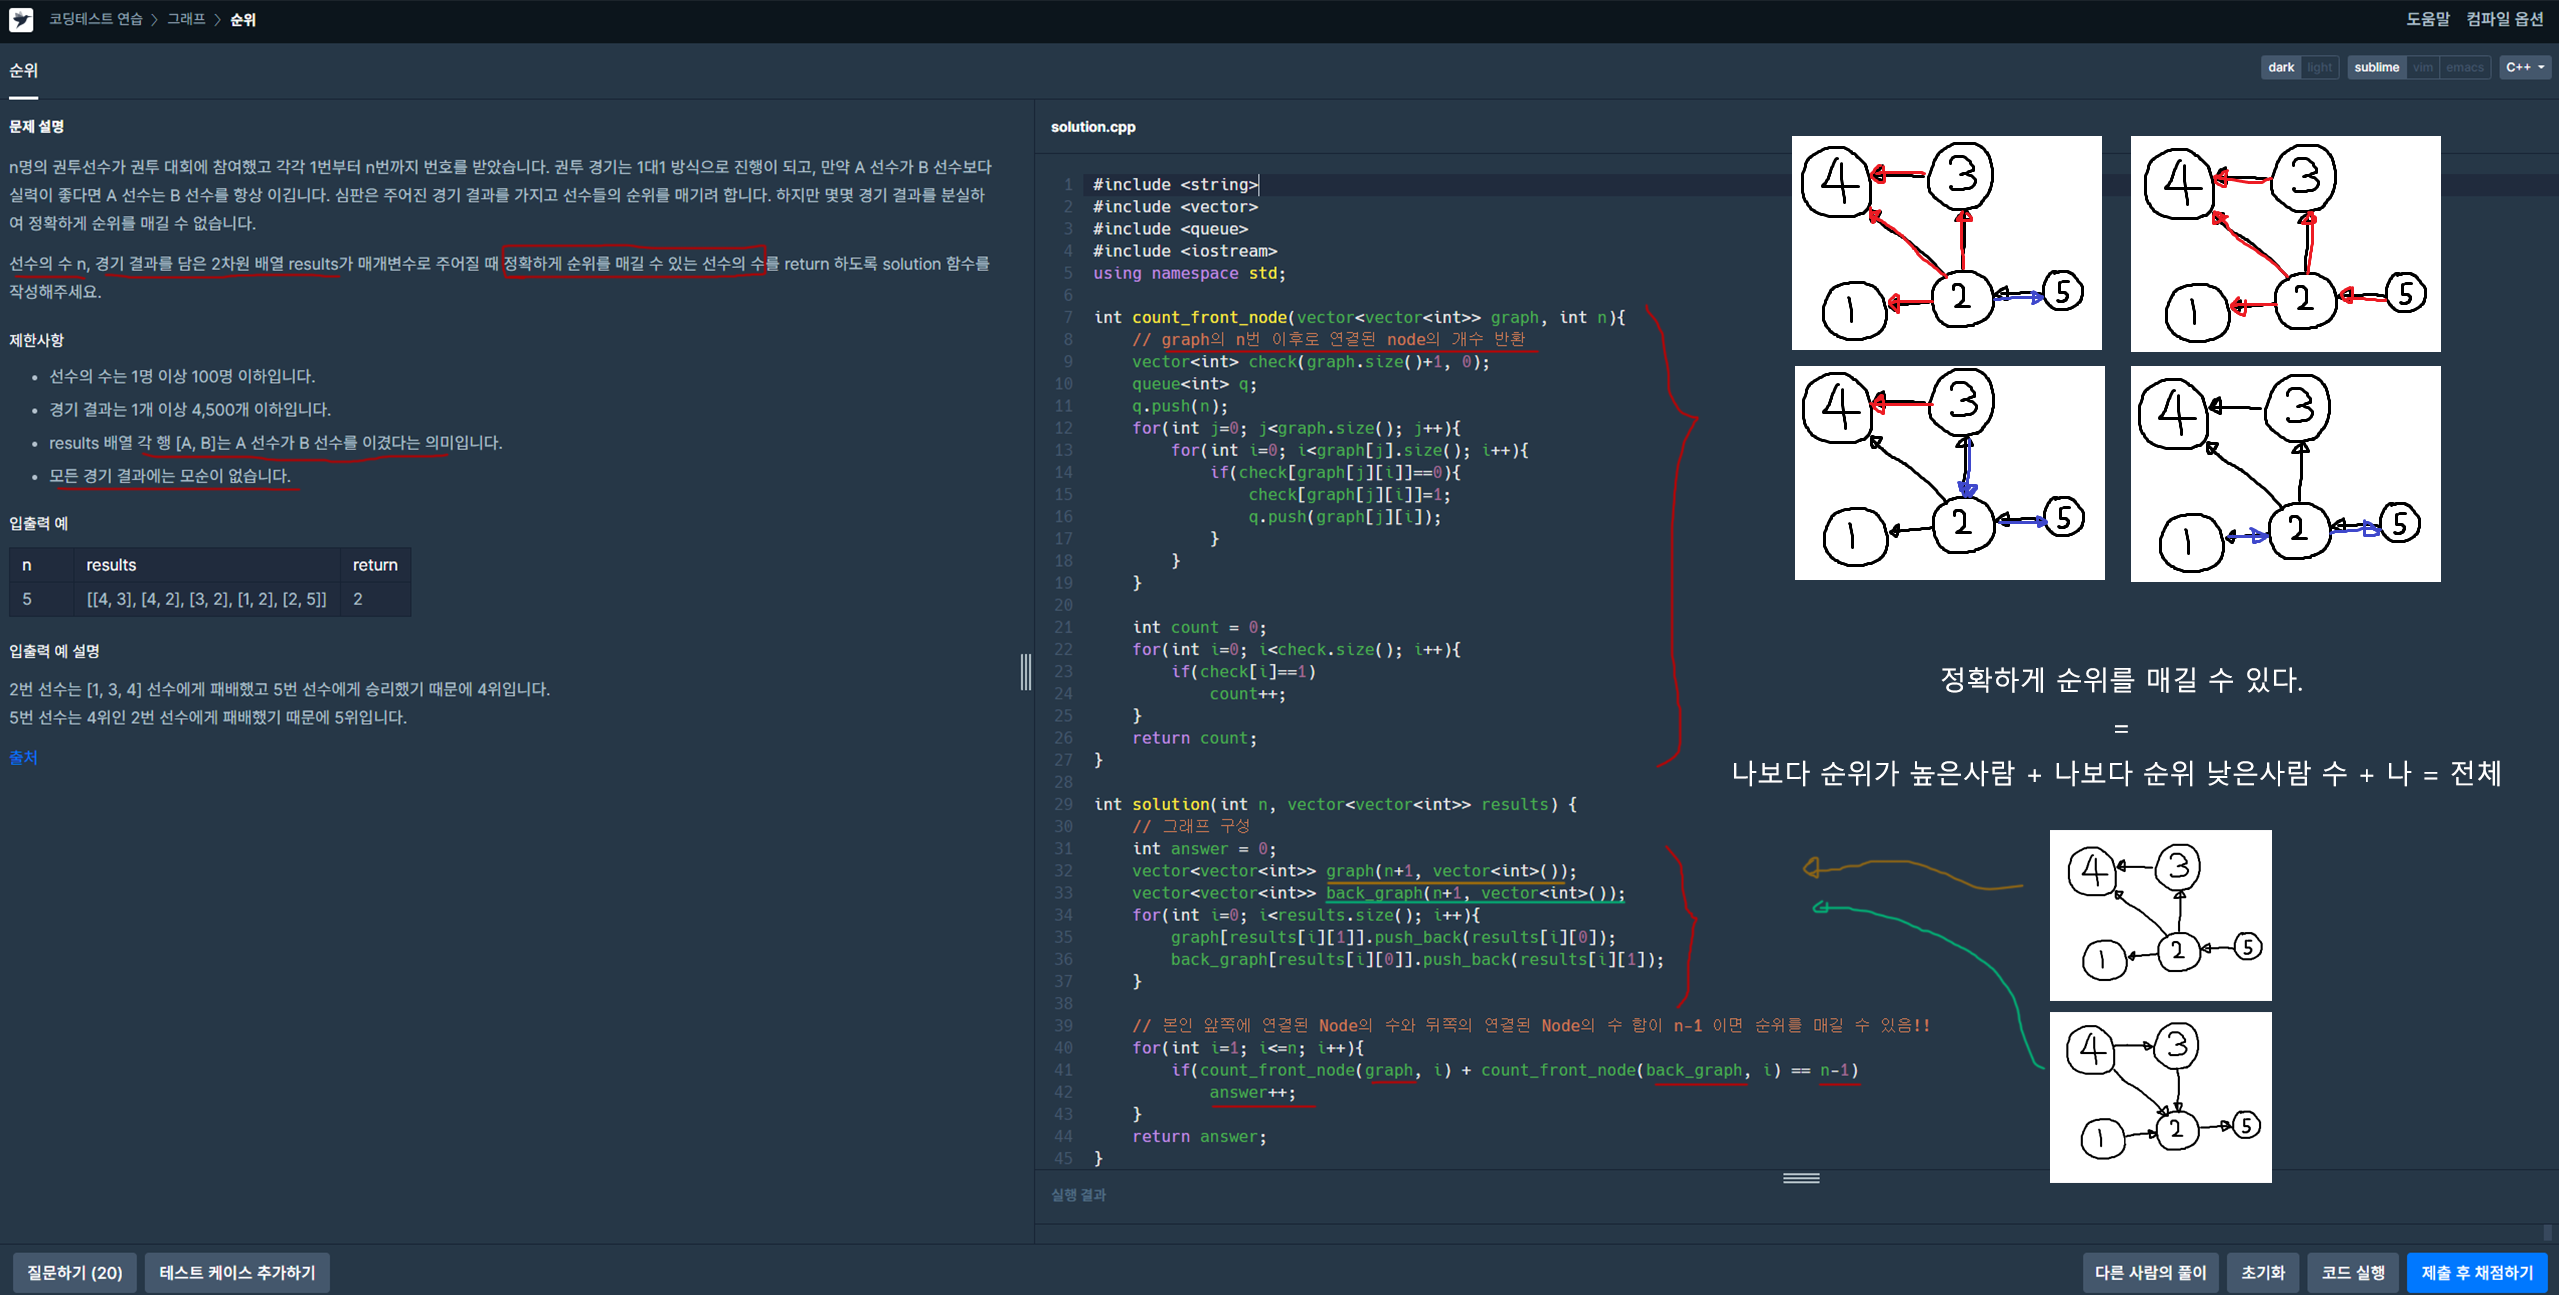 코딩테스트 연습 > 그래프 > 순위
도움말 컴파일 옵션
순위
dark light sublime vim emacs C++
문제 설명
n명의 권투선수가 권투 대회에 참여했고 각각 1번부터 n번까지 번호를 받았습니다. 권투 경기는 1대1 방식으로 진행이 되고, 만약 A 선수가 B 선수보다
실력이 좋다면 A 선수는 B 선수를 항상 이깁니다. 심판은 주어진 경기 결과를 가지고 선수들의 순위를 매기려 합니다. 하지만 몇몇 경기 결과를 분실하
여 정확하게 순위를 매길 수 없습니다.
선수의 수 n, 경기 결과를 담은 2차원 배열 results가 매개변수로 주어질 때 정확하게 순위를 매길 수 있는 선수의 수를 return 하도록 solution 함수를
작성해주세요.
제한사항
• 선수의 수는 1명 이상 100명 이하입니다.
• 경기 결과는 1개 이상 4,500개 이하입니다.
• results 배열 각 행 [A, B]는 A 선수가 B 선수를 이겼다는 의미입니다.
• 모든 경기 결과에는 모순이 없습니다.
입출력 예
n results return
5 [[4, 3], [4, 2], [3, 2], [1, 2], [2, 5]] 2
입출력 예 설명
2번 선수는 [1, 3, 4] 선수에게 패배했고 5번 선수에게 승리했기 때문에 4위입니다.
5번 선수는 4위인 2번 선수에게 패배했기 때문에 5위입니다.
출처
solution.cpp
1 #include <string>
2 #include <vector>
3 #include <queue>
4 #include <iostream>
5 using namespace std;
6
7 int count_front_node(vector<vector<int>> graph, int n){
8 // graph의 n번 이후로 연결된 node의 개수 반환
9 vector<int> check(graph.size()+1, 0);
10 queue<int> q;
11 q.push(n);
12 for(int j=0; j<graph.size(); j++){
13 for(int i=0; i<graph[j].size(); i++){
14 if(check[graph[j][i]]==0){
15 check[graph[j][i]]=1;
16 q.push(graph[j][i]);
17 }
18 }
19 }
20
21 int count = 0;
22 for(int i=0; i<check.size(); i++){
23 if(check[i]==1)
24 count++;
25 }
26 return count;
27 }
28
29 int solution(int n, vector<vector<int>> results) {
30 // 그래프 구성
31 int answer = 0;
32 vector<vector<int>> graph(n+1, vector<int>());
33 vector<vector<int>> back_graph(n+1, vector<int>());
34 for(int i=0; i<results.size(); i++){
35 graph[results[i][1]].push_back(results[i][0]);
36 back_graph[results[i][0]].push_back(results[i][1]);
37 }
38
39 // 본인 앞쪽에 연결된 Node의 수와 뒤쪽의 연결된 Node의 수 합이 n-1 이면 순위를 매길 수 있음!!
40 for(int i=1; i<=n; i++){
41 if(count_front_node(graph, i) + count_front_node(back_graph, i) == n-1)
42 answer++;
43 }
44 return answer;
45 }
4 3
1 2 5
4 3
1 2 5
4 3
1 2 5
4 3
1 2 5
정확하게 순위를 매길 수 있다.
=
나보다 순위가 높은사람 + 나보다 순위 낮은사람 수 + 나 = 전체
4 3
1 2 5
4 3
1 2 5
실행 결과
질문하기 (20) 테스트 케이스 추가하기
다른 사람의 풀이 초기화 코드 실행 제출 후 채점하기